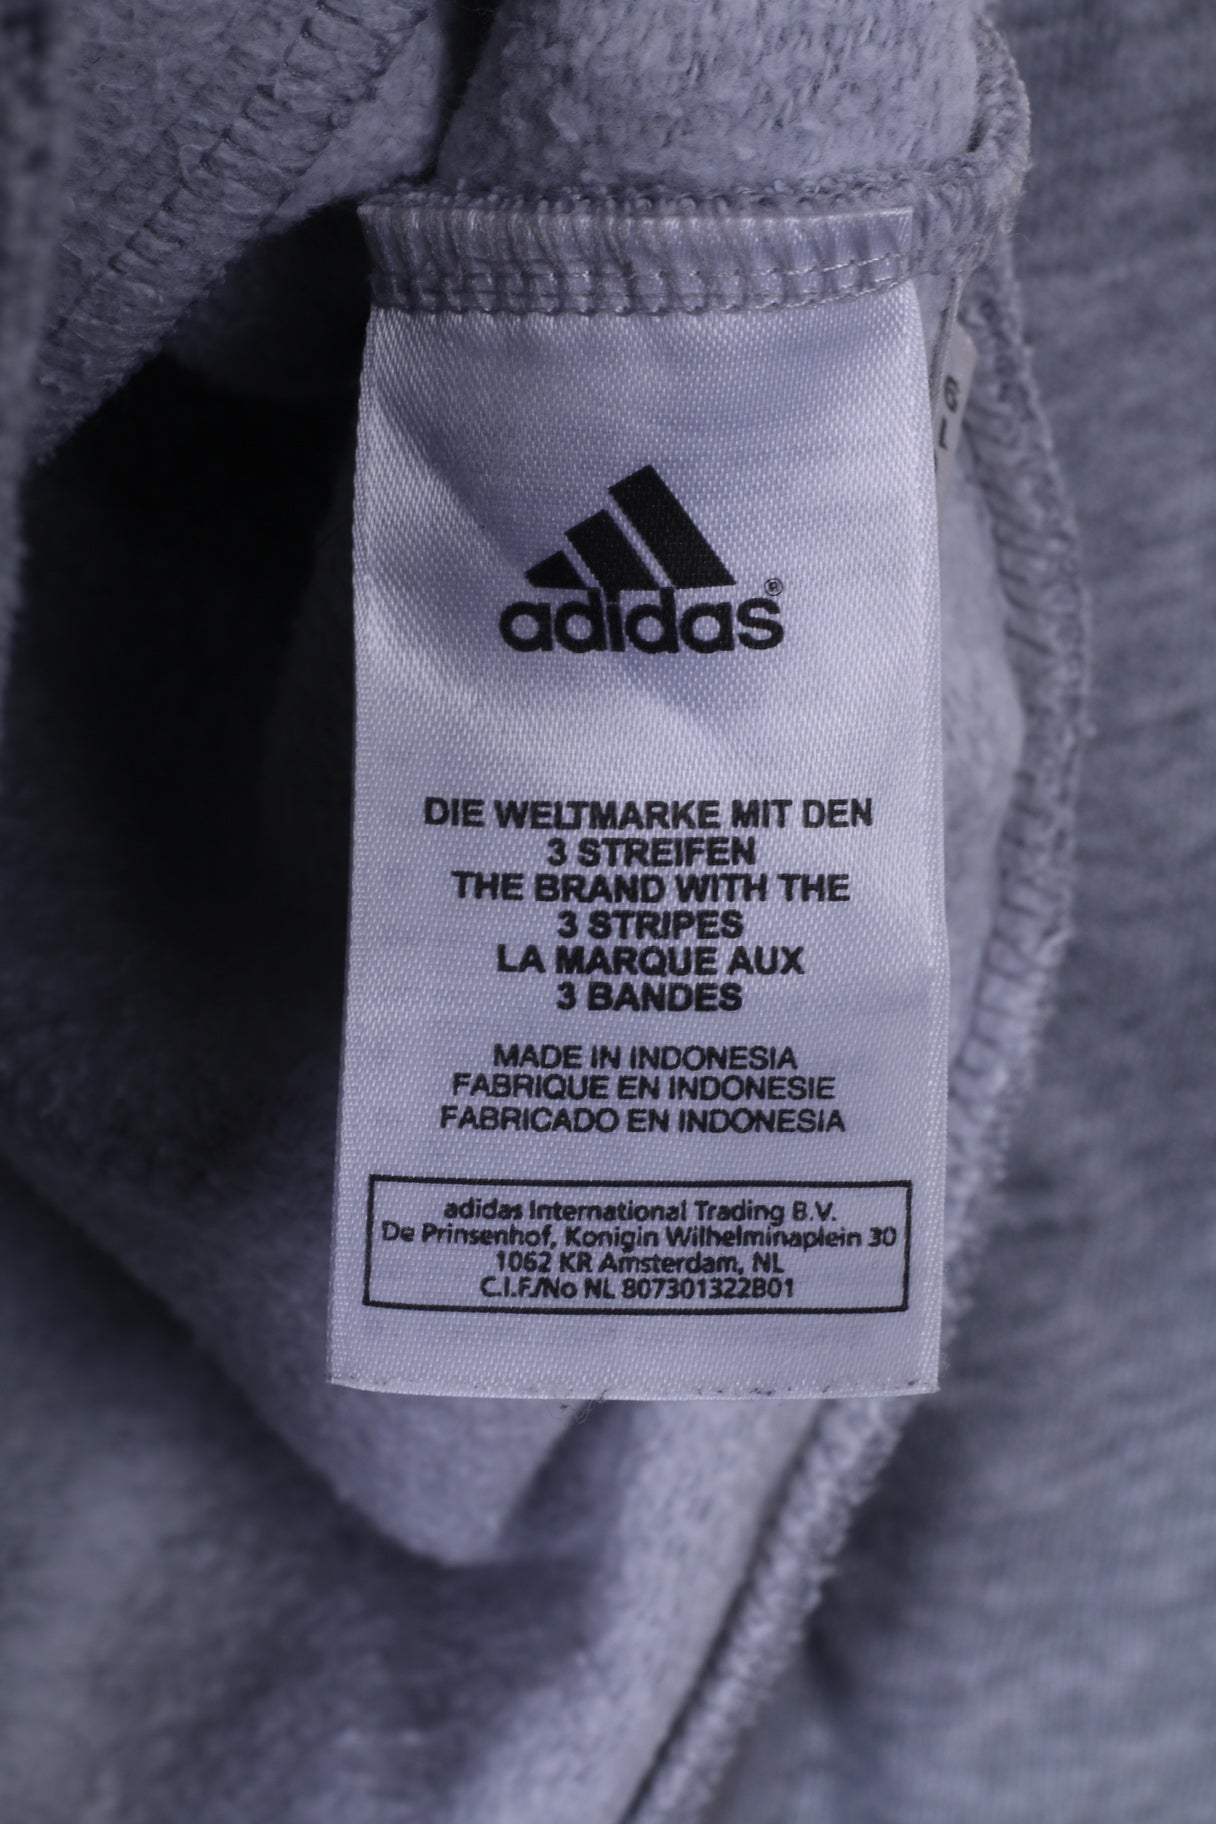 adidas®
DIE WELTMARKE MIT DEN
3 STREIFEN
THE BRAND WITH THE
3 STRIPES
LA MARQUE AUX
3 BANDES
MADE IN INDONESIA
FABRIQUE EN INDONESIE
FABRICADO EN INDONESIA
adidas International Trading B.V.
De Prinsenhof, Konigin Wilhelminaplein 30
1062 KR Amsterdam, NL
C.I.F./No NL 807301322B01